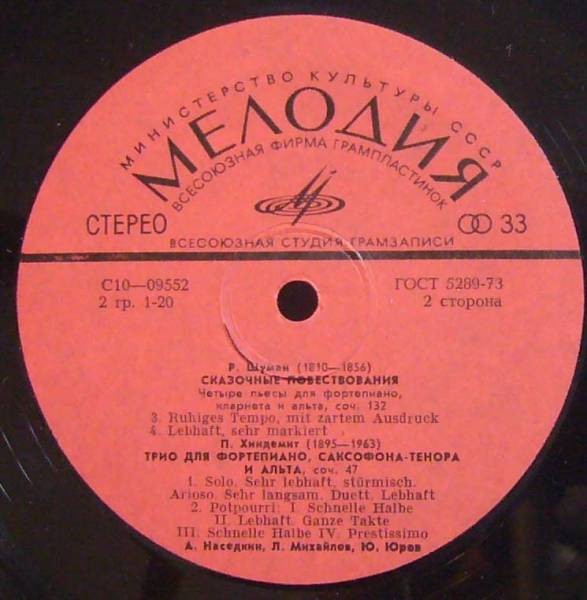 МИНИСТЕРСТВО КУЛЬТУРЫ СССР
МЕЛОДИЯ
ВСЕСОЮЗНАЯ ФИРМА ГРАМПЛАСТИНОК
СТЕРЕО
33
ВСЕСОЮЗНАЯ СТУДИЯ ГРАМЗАПИСИ
С10—09552
ГОСТ 5289-73
2 гр. 1-20
2 сторона
Р. Шуман (1810—1856)
СКАЗОЧНЫЕ ПОВЕСТВОВАНИЯ
Четыре пьесы для фортепиано,
кларнета и альта, соч. 132
3. Ruhiges Tempo, mit zartem Ausdruck
4. Lebhaft, sehr markiert
П. Хиндемит (1895—1963)
ТРИО ДЛЯ ФОРТЕПИАНО, САКСОФОНА-ТЕНОРА
И АЛЬТА, соч. 47
1. Solo. Sehr lebhaft, stürmisch.
Arioso. Sehr langsam. Duett. Lebhaft
2. Potpourri: I. Schnelle Halbe
II. Lebhaft. Ganze Takte
III. Schnelle Halbe IV. Prestissimo
А. Наседкин, Л. Михайлов, Ю. Юров